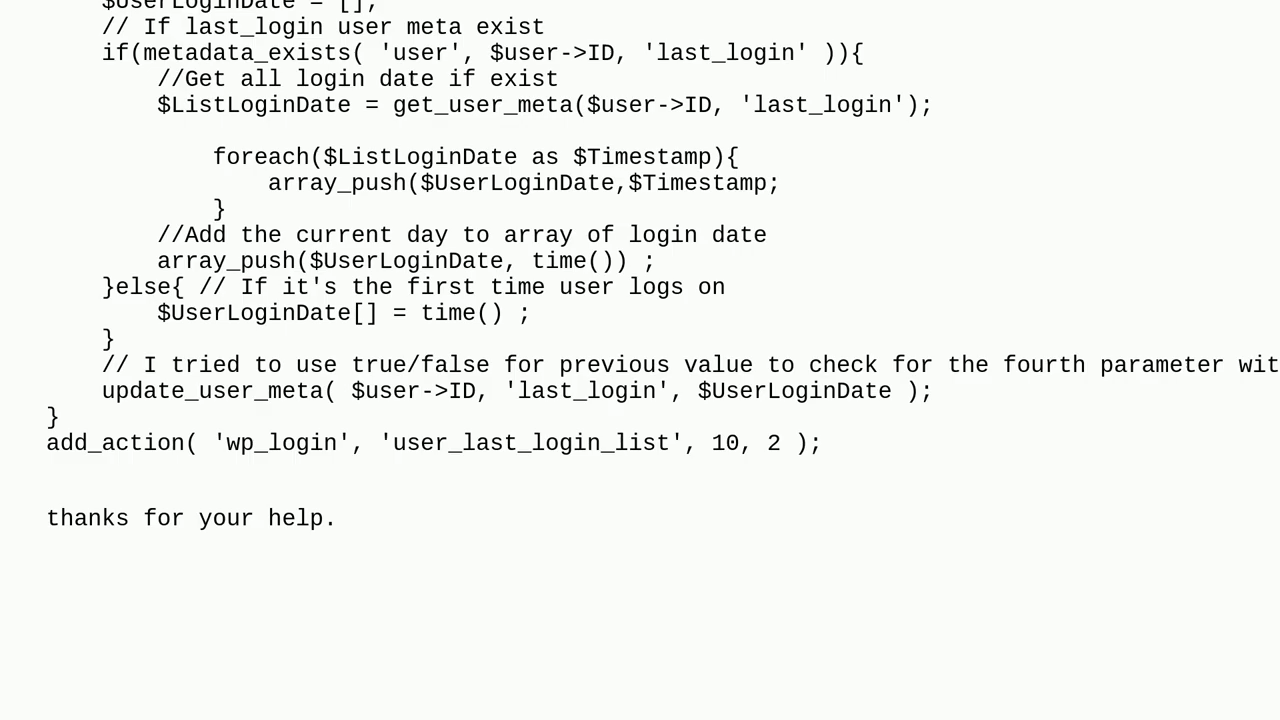 $UserLoginDate = [];
// If last_login user meta exist
if(metadata_exists( 'user', $user->ID, 'last_login' )){
//Get all login date if exist
$ListLoginDate = get_user_meta($user->ID, 'last_login');
foreach($ListLoginDate as $Timestamp){
array_push($UserLoginDate,$Timestamp;
}
//Add the current day to array of login date
array_push($UserLoginDate, time()) ;
}else{ // If it's the first time user logs on
$UserLoginDate[] = time() ;
}
// I tried to use true/false for previous value to check for the fourth parameter wit
update_user_meta( $user->ID, 'last_login', $UserLoginDate );
}
add_action( 'wp_login', 'user_last_login_list', 10, 2 );
thanks for your help.